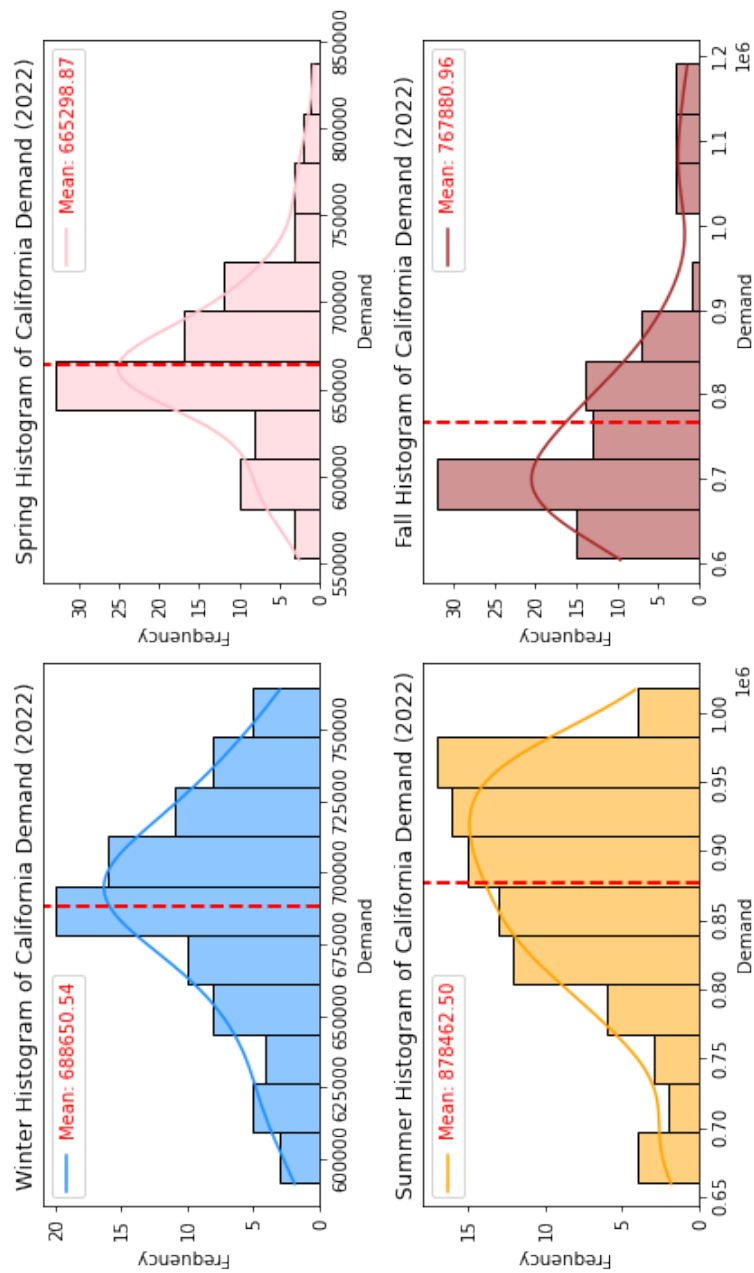 Winter Histogram of California Demand (2022)
Mean: 688650.54
Frequency
20
15
10
5
0
600000 625000 650000 675000 700000 725000 750000
Demand
Spring Histogram of California Demand (2022)
Mean: 665298.87
Frequency
30
25
20
15
10
5
0
550000 600000 650000 700000 750000 800000 850000
Demand
Summer Histogram of California Demand (2022)
Mean: 878462.50
Frequency
15
10
5
0
0.65 0.70 0.75 0.80 0.85 0.90 0.95 1.00
1e6
Demand
Fall Histogram of California Demand (2022)
Mean: 767880.96
Frequency
30
25
20
15
10
5
0
0.6 0.7 0.8 0.9 1.0 1.1 1.2
1e6
Demand